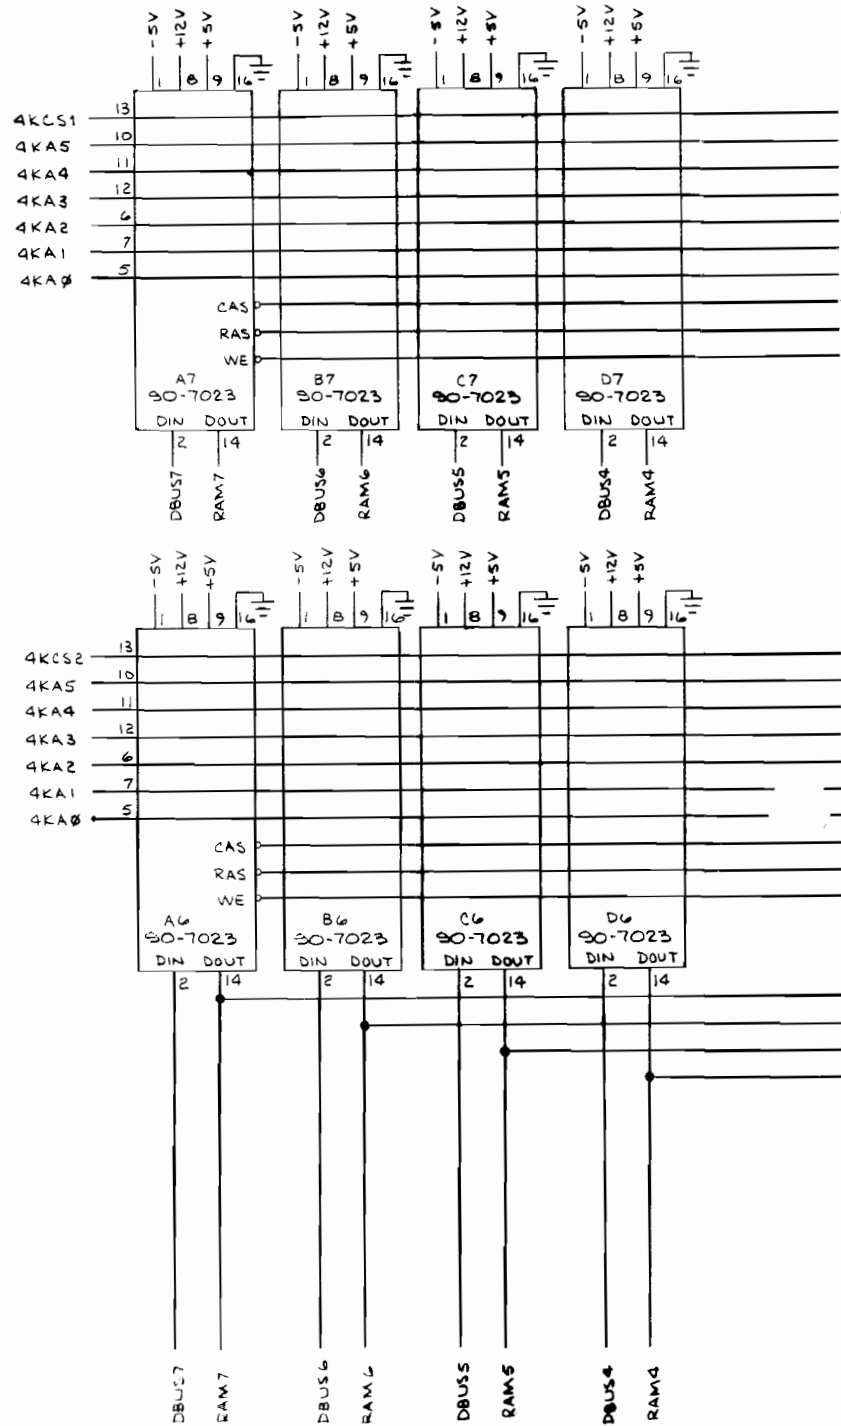 -5V +12V +5V -5V +12V +5V -5V +12V +5V -5V +12V +5V
1 8 9 16 1 8 9 16 1 8 9 16 1 8 9 16
4KCS1 13
4KA5 10
4KA4 11
4KA3 12
4KA2 6
4KA1 7
4KAØ 5
CAS
RAS
WE
A7 B7 C7 D7
90-7023 90-7023 90-7023 90-7023
DIN DOUT DIN DOUT DIN DOUT DIN DOUT
2 14 2 14 2 14 2 14
DBUS7 RAM7 DBUS6 RAM6 DBUS5 RAM5 DBUS4 RAM4
-5V +12V +5V -5V +12V +5V -5V +12V +5V -5V +12V +5V
1 8 9 16 1 8 9 16 1 8 9 16 1 8 9 16
4KCS2 13
4KA5 10
4KA4 11
4KA3 12
4KA2 6
4KA1 7
4KAØ 5
CAS
RAS
WE
A6 B6 C6 D6
90-7023 90-7023 90-7023 90-7023
DIN DOUT DIN DOUT DIN DOUT DIN DOUT
2 14 2 14 2 14 2 14
DBUS7 RAM7 DBUS6 RAM6 DBUS5 RAM5 DBUS4 RAM4